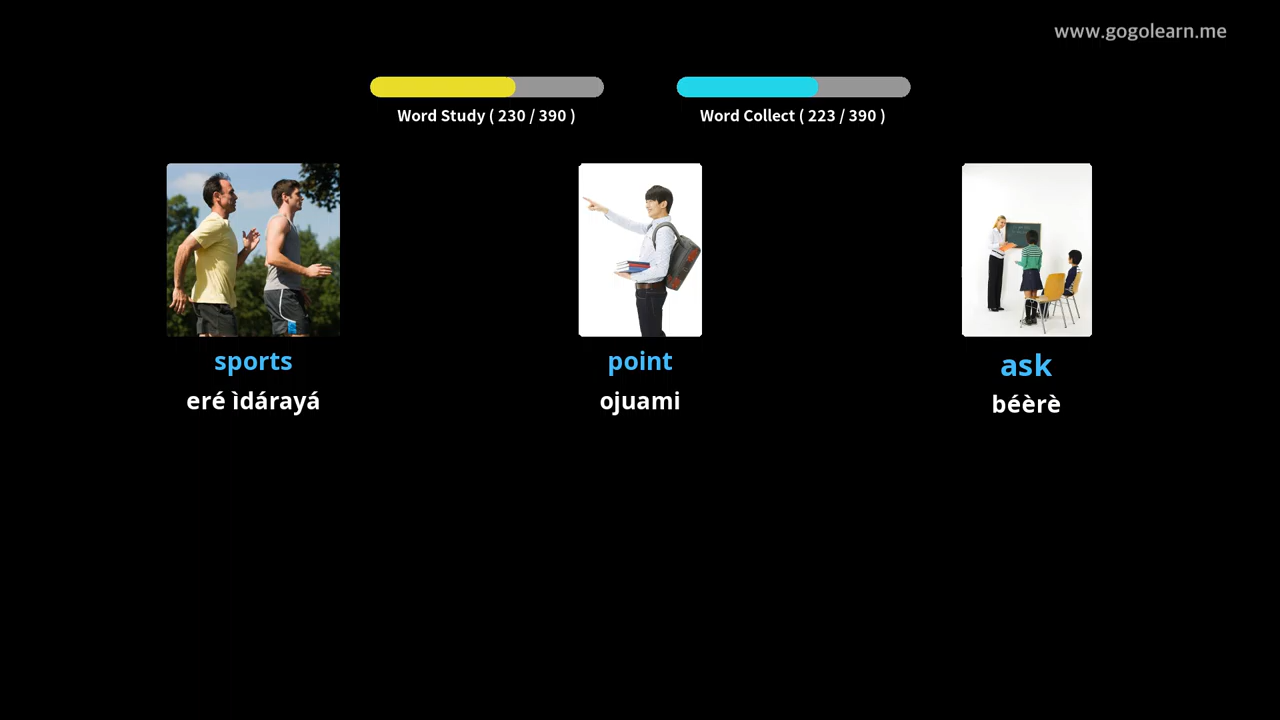 www.gogolearn.me
Word Study ( 230 / 390 )
Word Collect ( 223 / 390 )
sports
point
ask
eré ìdárayá
ojuami
béèrè